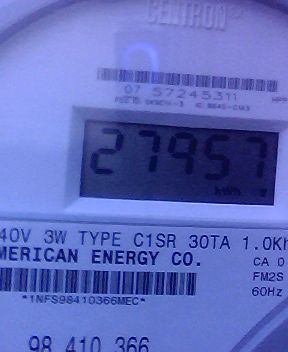 CENTRON®
07 57245311
27957
kWh
40V 3W TYPE C1SR 30TA 1.0Kh
MERICAN ENERGY CO.
CA 0
FM2S
*1NFS98410366MEC*
60Hz
98 410 366